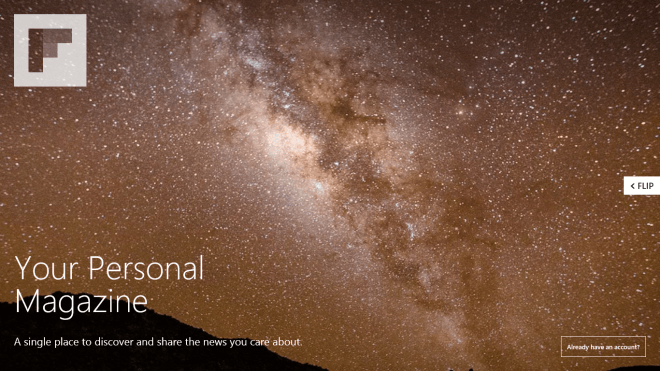 FLIP
Your Personal
Magazine
A single place to discover and share the news you care about.
Already have an account?